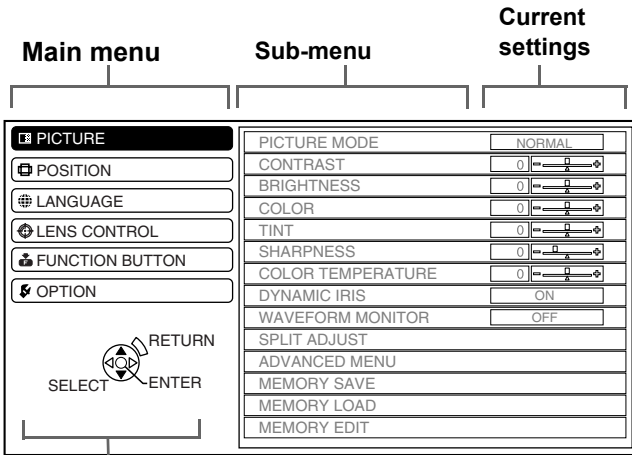 Main menu
Sub-menu
Current
settings
PICTURE
POSITION
LANGUAGE
LENS CONTROL
FUNCTION BUTTON
OPTION
RETURN
SELECT
ENTER
PICTURE MODE NORMAL
CONTRAST 0
BRIGHTNESS 0
COLOR 0
TINT 0
SHARPNESS 0
COLOR TEMPERATURE 0
DYNAMIC IRIS ON
WAVEFORM MONITOR OFF
SPLIT ADJUST
ADVANCED MENU
MEMORY SAVE
MEMORY LOAD
MEMORY EDIT